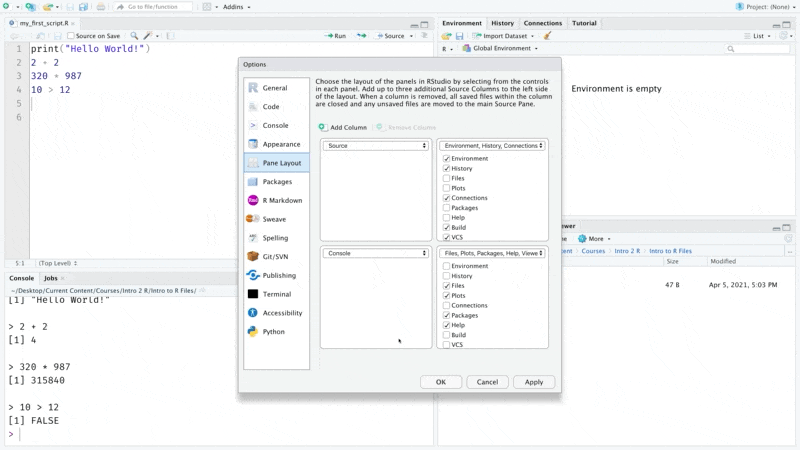 Go to file/function
Addins
Project: (None)
my_first_script.R
Source on Save
Run
Source
1 print("Hello World!")
2 2 + 2
3 320 * 987
4 10 > 12
5
6
5:1 (Top Level)
Console Jobs
~/Desktop/Current Content/Courses/Intro 2 R/Intro to R Files/
[1] "Hello World!"
> 2 + 2
[1] 4
> 320 * 987
[1] 315840
> 10 > 12
[1] FALSE
>
Options
General
Code
Console
Appearance
Pane Layout
Packages
R Markdown
Sweave
Spelling
Git/SVN
Publishing
Terminal
Accessibility
Python
Choose the layout of the panels in RStudio by selecting from the controls
in each panel. Add up to three additional Source Columns to the left side
of the layout. When a column is removed, all saved files within the column
are closed and any unsaved files are moved to the main Source Pane.
Add Column Remove Column
Source
Environment, History, Connections
Environment
History
Files
Plots
Connections
Packages
Help
Build
VCS
Console
Files, Plots, Packages, Help, Viewe
Environment
History
Files
Plots
Connections
Packages
Help
Build
VCS
OK Cancel Apply
Environment History Connections Tutorial
Import Dataset
List
R Global Environment
Environment is empty
More
Courses Intro 2 R Intro to R Files
Size Modified
47 B Apr 5, 2021, 5:03 PM